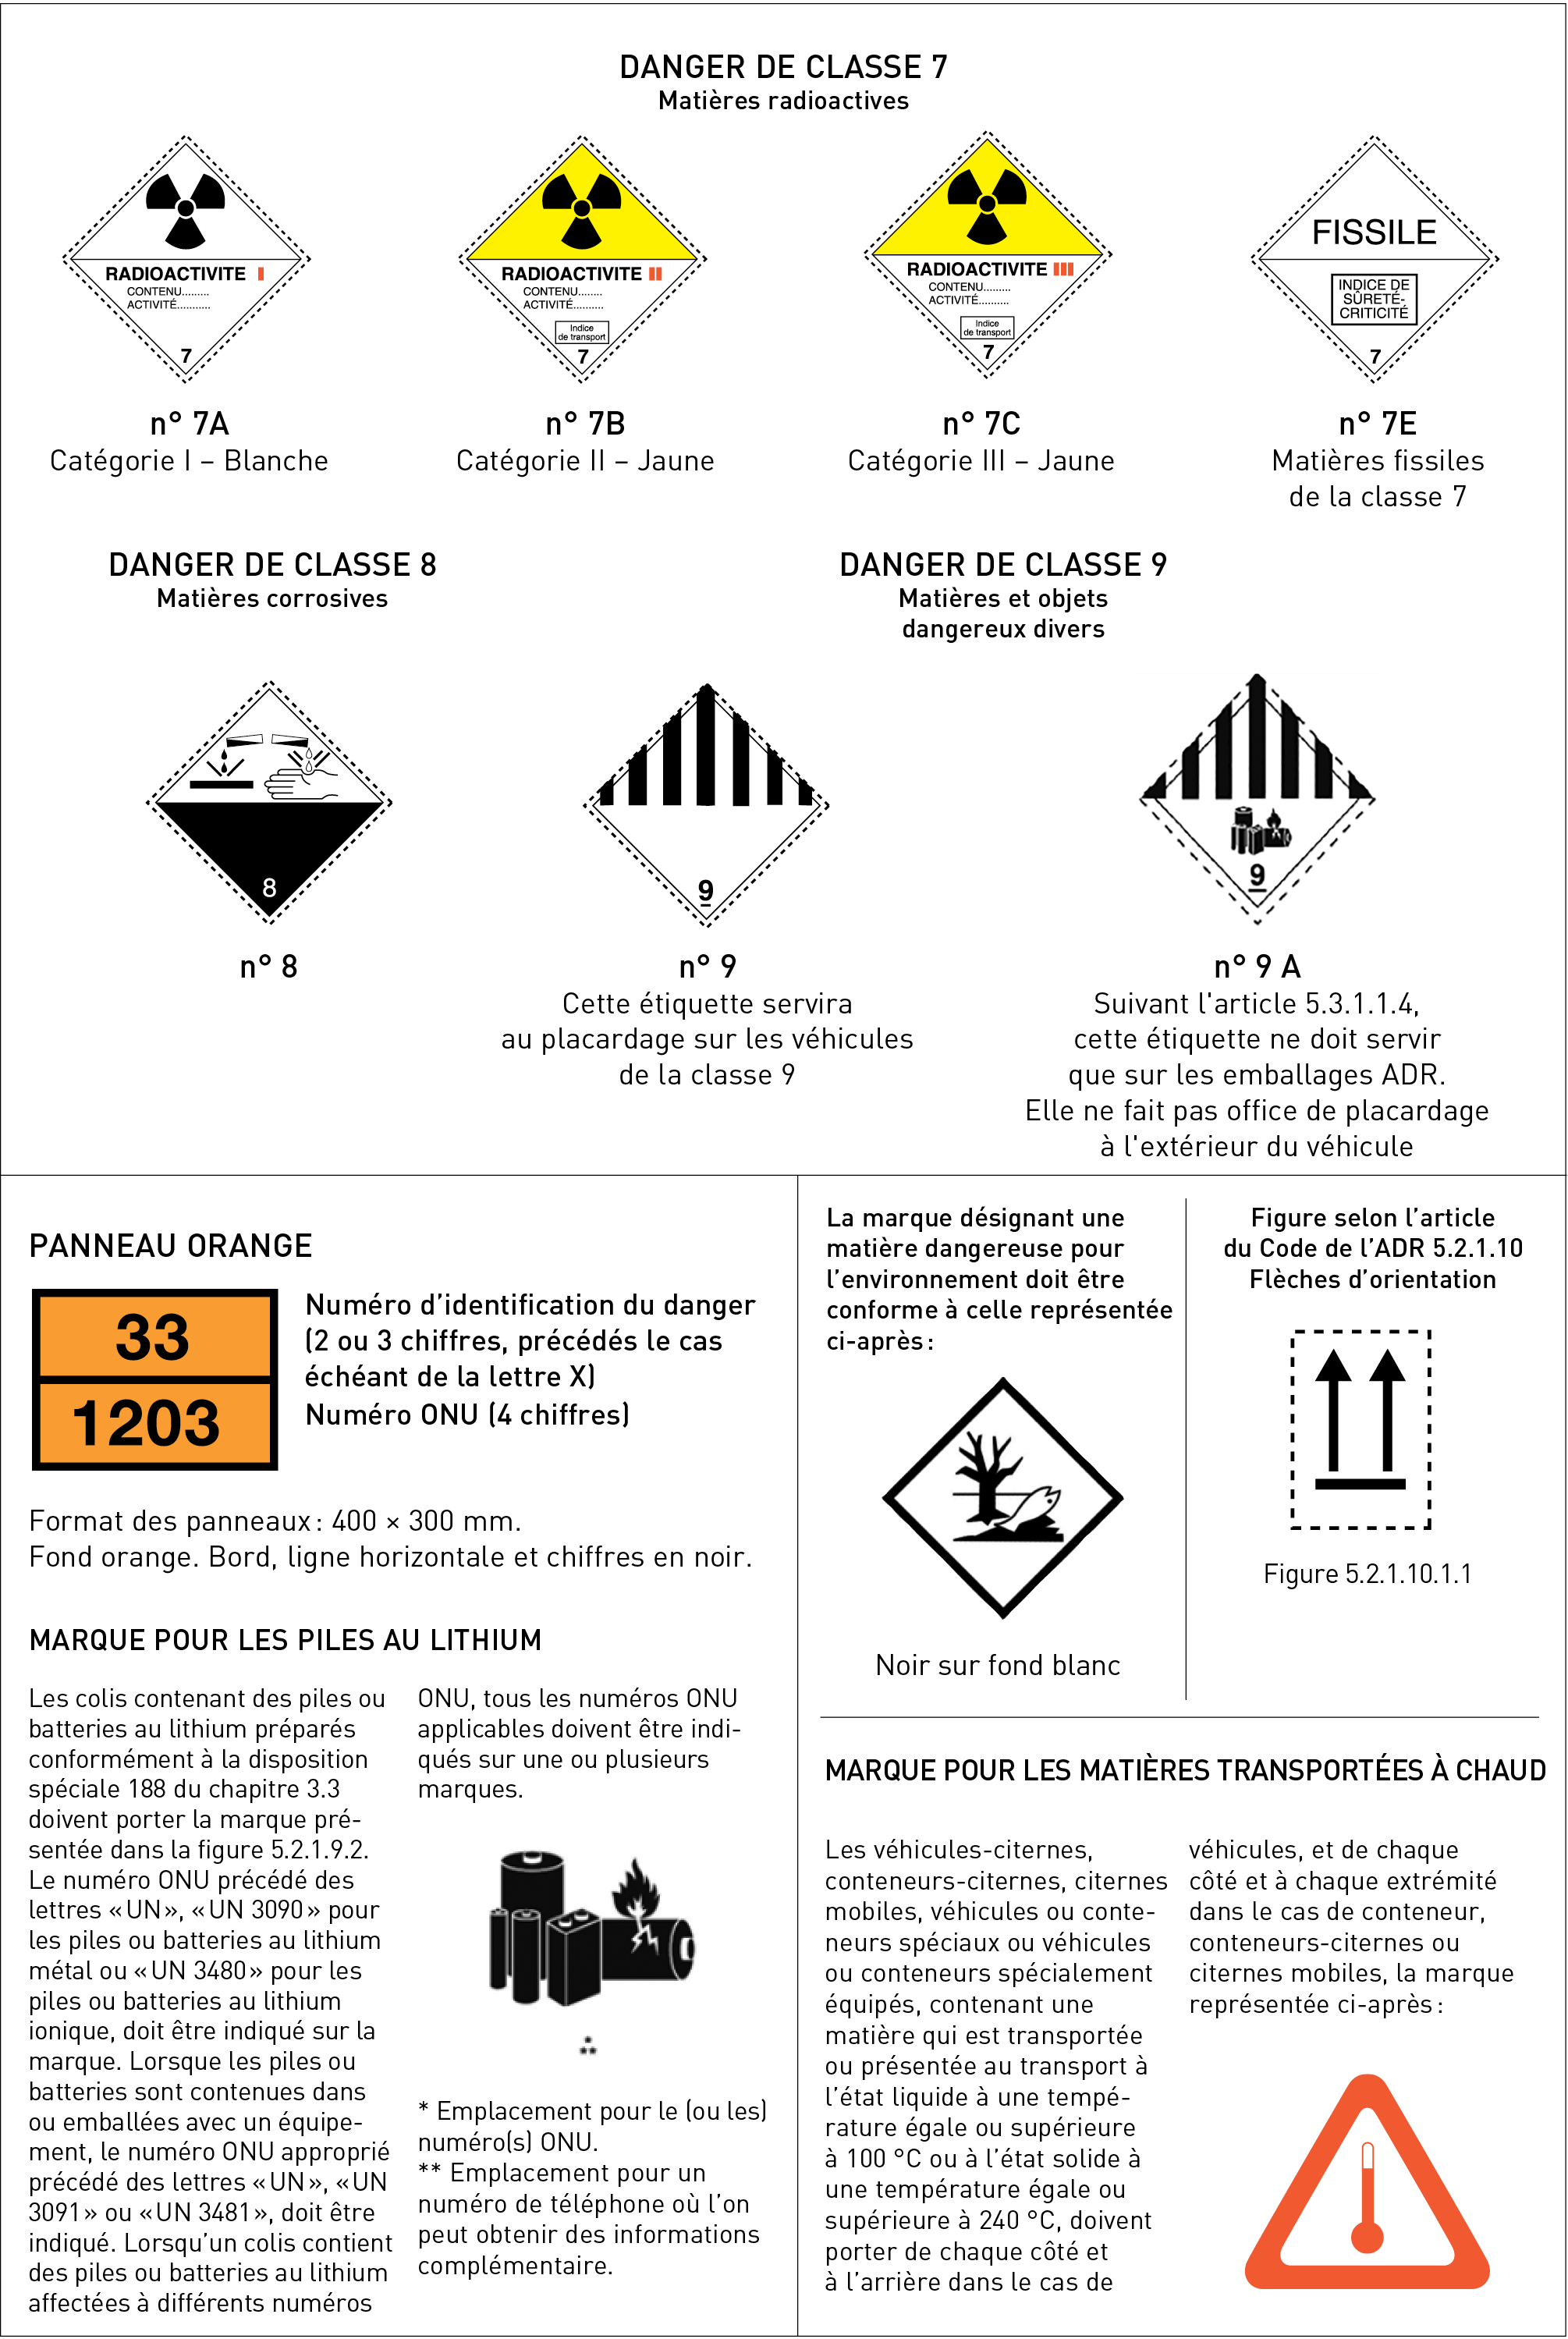 DANGER DE CLASSE 7
Matières radioactives
RADIOACTIVITE I
CONTENU.........
ACTIVITÉ...........
7
RADIOACTIVITE II
CONTENU........
ACTIVITÉ..........
Indice
de transport
7
RADIOACTIVITE III
CONTENU.........
ACTIVITÉ..........
Indice
de transport
7
FISSILE
INDICE DE
SÛRETÉ-
CRITICITÉ
7
n° 7A
Catégorie I – Blanche
n° 7B
Catégorie II – Jaune
n° 7C
Catégorie III – Jaune
n° 7E
Matières fissiles
de la classe 7
DANGER DE CLASSE 8
Matières corrosives
8
n° 8
DANGER DE CLASSE 9
Matières et objets
dangereux divers
9
n° 9
Cette étiquette servira
au placardage sur les véhicules
de la classe 9
9
n° 9 A
Suivant l'article 5.3.1.1.4,
cette étiquette ne doit servir
que sur les emballages ADR.
Elle ne fait pas office de placardage
à l'extérieur du véhicule
PANNEAU ORANGE
33
1203
Numéro d’identification du danger
(2 ou 3 chiffres, précédés le cas
échéant de la lettre X)
Numéro ONU (4 chiffres)
Format des panneaux : 400 × 300 mm.
Fond orange. Bord, ligne horizontale et chiffres en noir.
MARQUE POUR LES PILES AU LITHIUM
Les colis contenant des piles ou
batteries au lithium préparés
conformément à la disposition
spéciale 188 du chapitre 3.3
doivent porter la marque pré-
sentée dans la figure 5.2.1.9.2.
Le numéro ONU précédé des
lettres « UN », « UN 3090 » pour
les piles ou batteries au lithium
métal ou « UN 3480 » pour les
piles ou batteries au lithium
ionique, doit être indiqué sur la
marque. Lorsque les piles ou
batteries sont contenues dans
ou emballées avec un équipe-
ment, le numéro ONU approprié
précédé des lettres « UN », « UN
3091 » ou « UN 3481 », doit être
indiqué. Lorsqu’un colis contient
des piles ou batteries au lithium
affectées à différents numéros
ONU, tous les numéros ONU
applicables doivent être indi-
qués sur une ou plusieurs
marques.
* Emplacement pour le (ou les)
numéro(s) ONU.
** Emplacement pour un
numéro de téléphone où l’on
peut obtenir des informations
complémentaire.
La marque désignant une
matière dangereuse pour
l’environnement doit être
conforme à celle représentée
ci-après :
Noir sur fond blanc
Figure selon l’article
du Code de l’ADR 5.2.1.10
Flèches d’orientation
Figure 5.2.1.10.1.1
MARQUE POUR LES MATIÈRES TRANSPORTÉES À CHAUD
Les véhicules-citernes,
conteneurs-citernes, citernes
mobiles, véhicules ou conte-
neurs spéciaux ou véhicules
ou conteneurs spécialement
équipés, contenant une
matière qui est transportée
ou présentée au transport à
l’état liquide à une tempé-
rature égale ou supérieure
à 100 °C ou à l’état solide à
une température égale ou
supérieure à 240 °C, doivent
porter de chaque côté et
à l’arrière dans le cas de
véhicules, et de chaque
côté et à chaque extrémité
dans le cas de conteneur,
conteneurs-citernes ou
citernes mobiles, la marque
représentée ci-après :